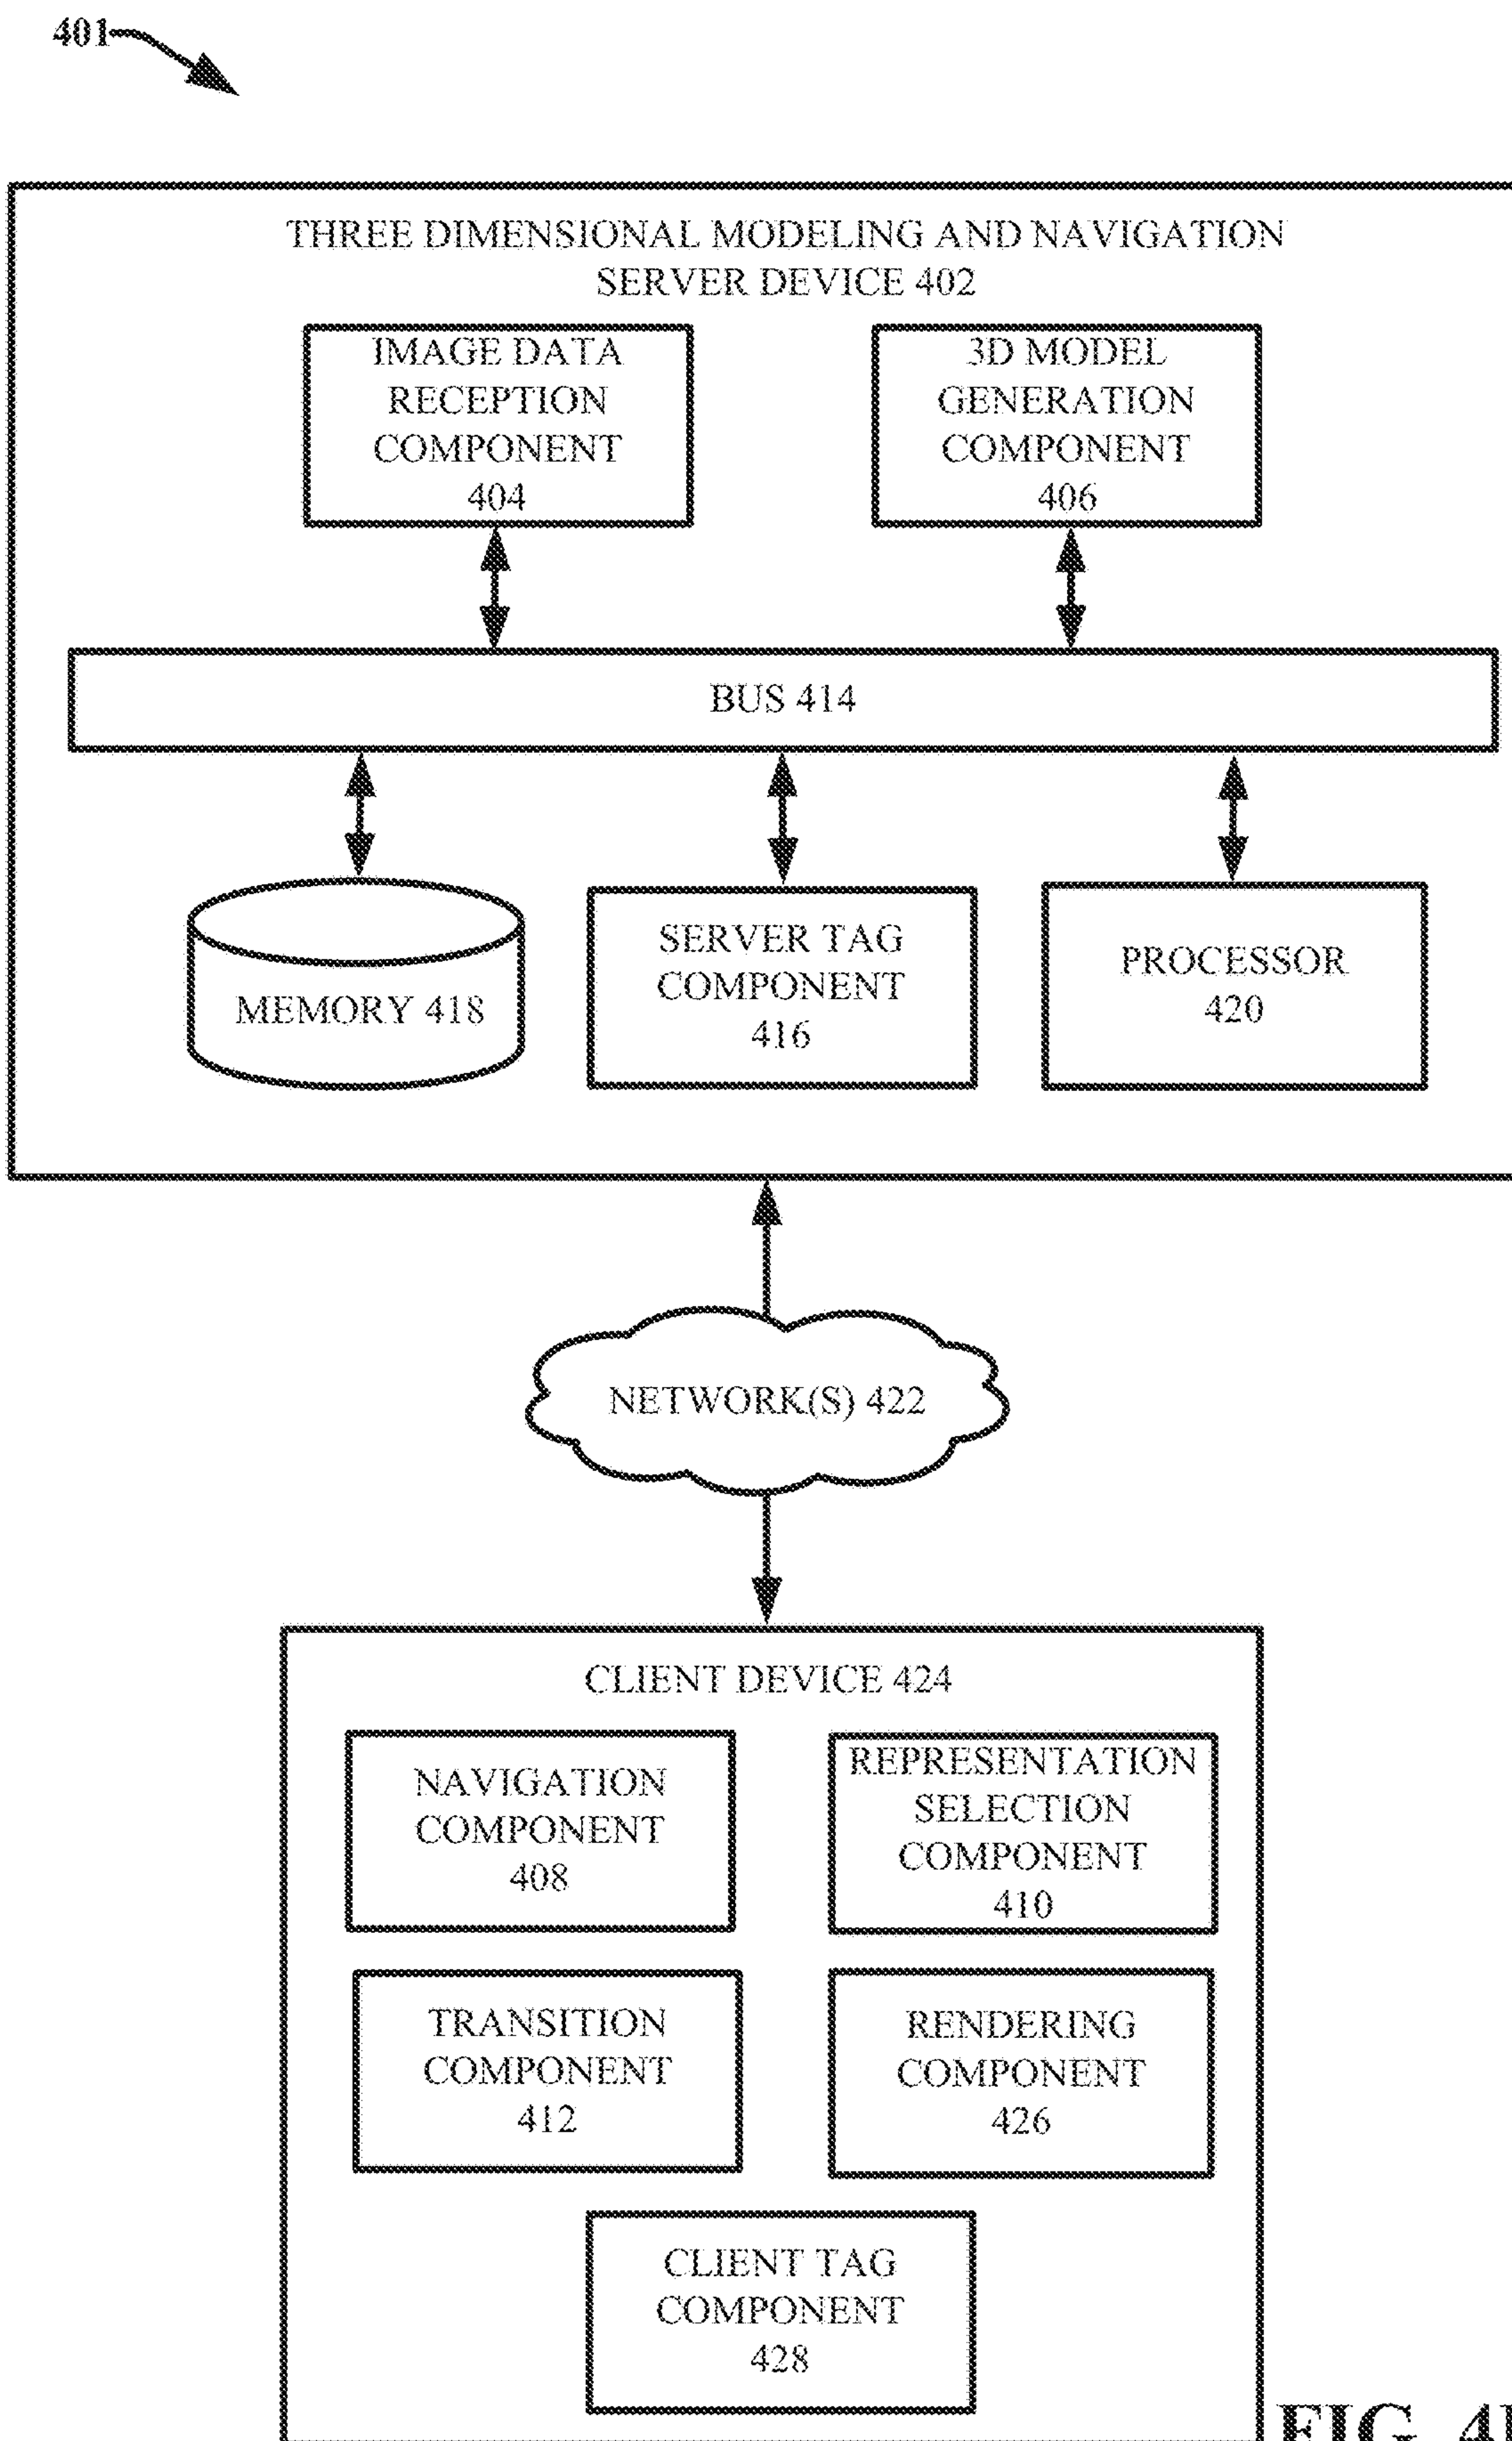 401
THREE DIMENSIONAL MODELING AND NAVIGATION
SERVER DEVICE 402
IMAGE DATA
RECEPTION
COMPONENT
404
3D MODEL
GENERATION
COMPONENT
406
BUS 414
MEMORY 418
SERVER TAG
COMPONENT
416
PROCESSOR
420
NETWORK(S) 422
CLIENT DEVICE 424
NAVIGATION
COMPONENT
408
REPRESENTATION
SELECTION
COMPONENT
410
TRANSITION
COMPONENT
412
RENDERING
COMPONENT
426
CLIENT TAG
COMPONENT
428
FIG.